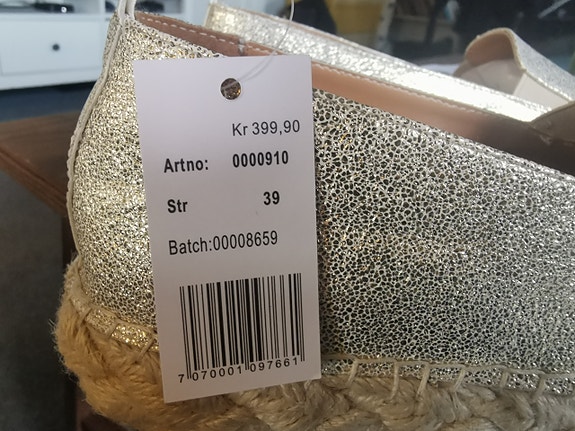 Kr 399,90
Artno: 0000910
Str 39
Batch:00008659
7 070001 097661